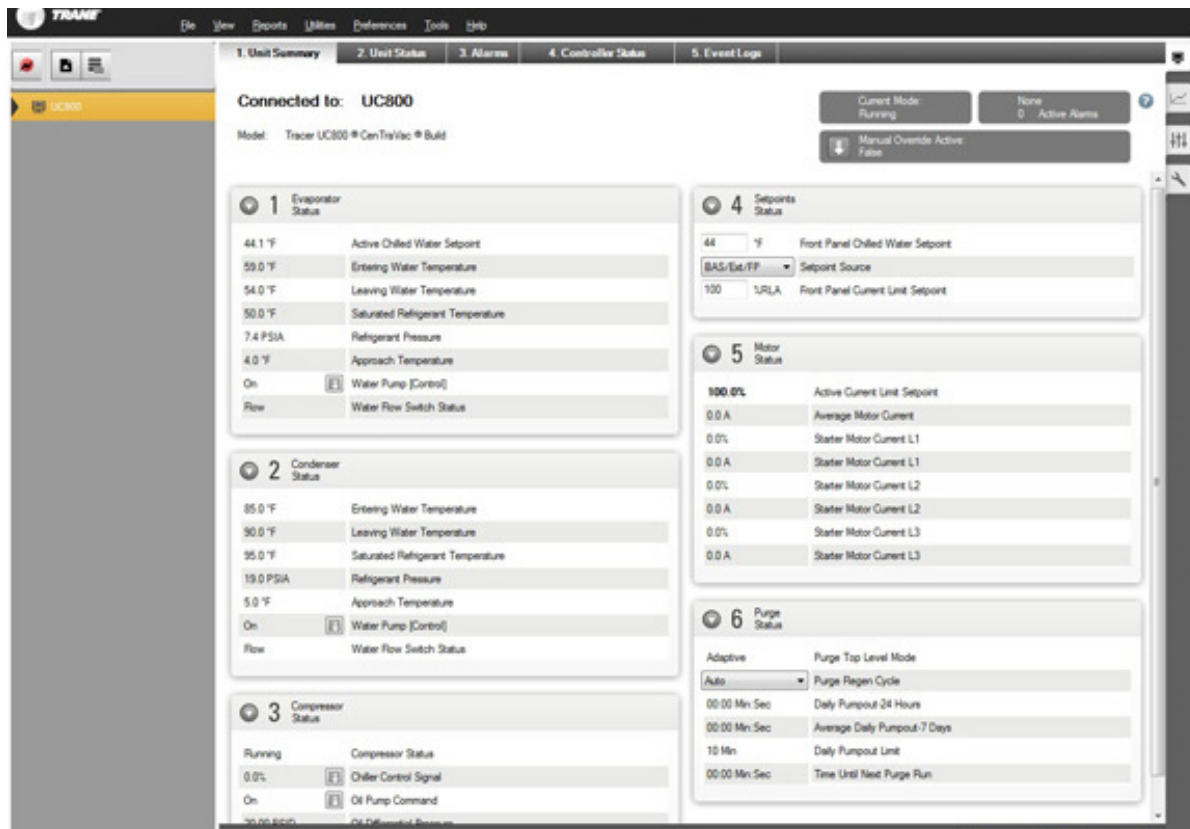 TRANE
File View Reports Utilities Preferences Tools Help
1. Unit Summary 2. Unit Status 3. Alarms 4. Controller Status 5. Event Logs
UC800
Connected to: UC800
Model: Tracer UC800 ® CenTraVac ® Build
Current Mode:
Running
None
0 Active Alarms
Manual Override Active:
False
1 Evaporator
Status
44.1 °F Active Chilled Water Setpoint
59.0 °F Entering Water Temperature
54.0 °F Leaving Water Temperature
50.0 °F Saturated Refrigerant Temperature
7.4 PSIA Refrigerant Pressure
4.0 °F Approach Temperature
On Water Pump [Control]
Flow Water Flow Switch Status
2 Condenser
Status
85.0 °F Entering Water Temperature
90.0 °F Leaving Water Temperature
95.0 °F Saturated Refrigerant Temperature
19.0 PSIA Refrigerant Pressure
5.0 °F Approach Temperature
On Water Pump [Control]
Flow Water Flow Switch Status
3 Compressor
Status
Running Compressor Status
0.0% Chiller Control Signal
On Oil Pump Command
20.00 PSID Oil Differential Pressure
4 Setpoints
Status
44 °F Front Panel Chilled Water Setpoint
BAS/Ext/FP Setpoint Source
100 %RLA Front Panel Current Limit Setpoint
5 Motor
Status
100.0% Active Current Limit Setpoint
0.0 A Average Motor Current
0.0% Starter Motor Current L1
0.0 A Starter Motor Current L1
0.0% Starter Motor Current L2
0.0 A Starter Motor Current L2
0.0% Starter Motor Current L3
0.0 A Starter Motor Current L3
6 Purge
Status
Adaptive Purge Top Level Mode
Auto Purge Regen Cycle
00:00 Min:Sec Daily Pumpout-24 Hours
00:00 Min:Sec Average Daily Pumpout-7 Days
10 Min Daily Pumpout Limit
00:00 Min:Sec Time Until Next Purge Run